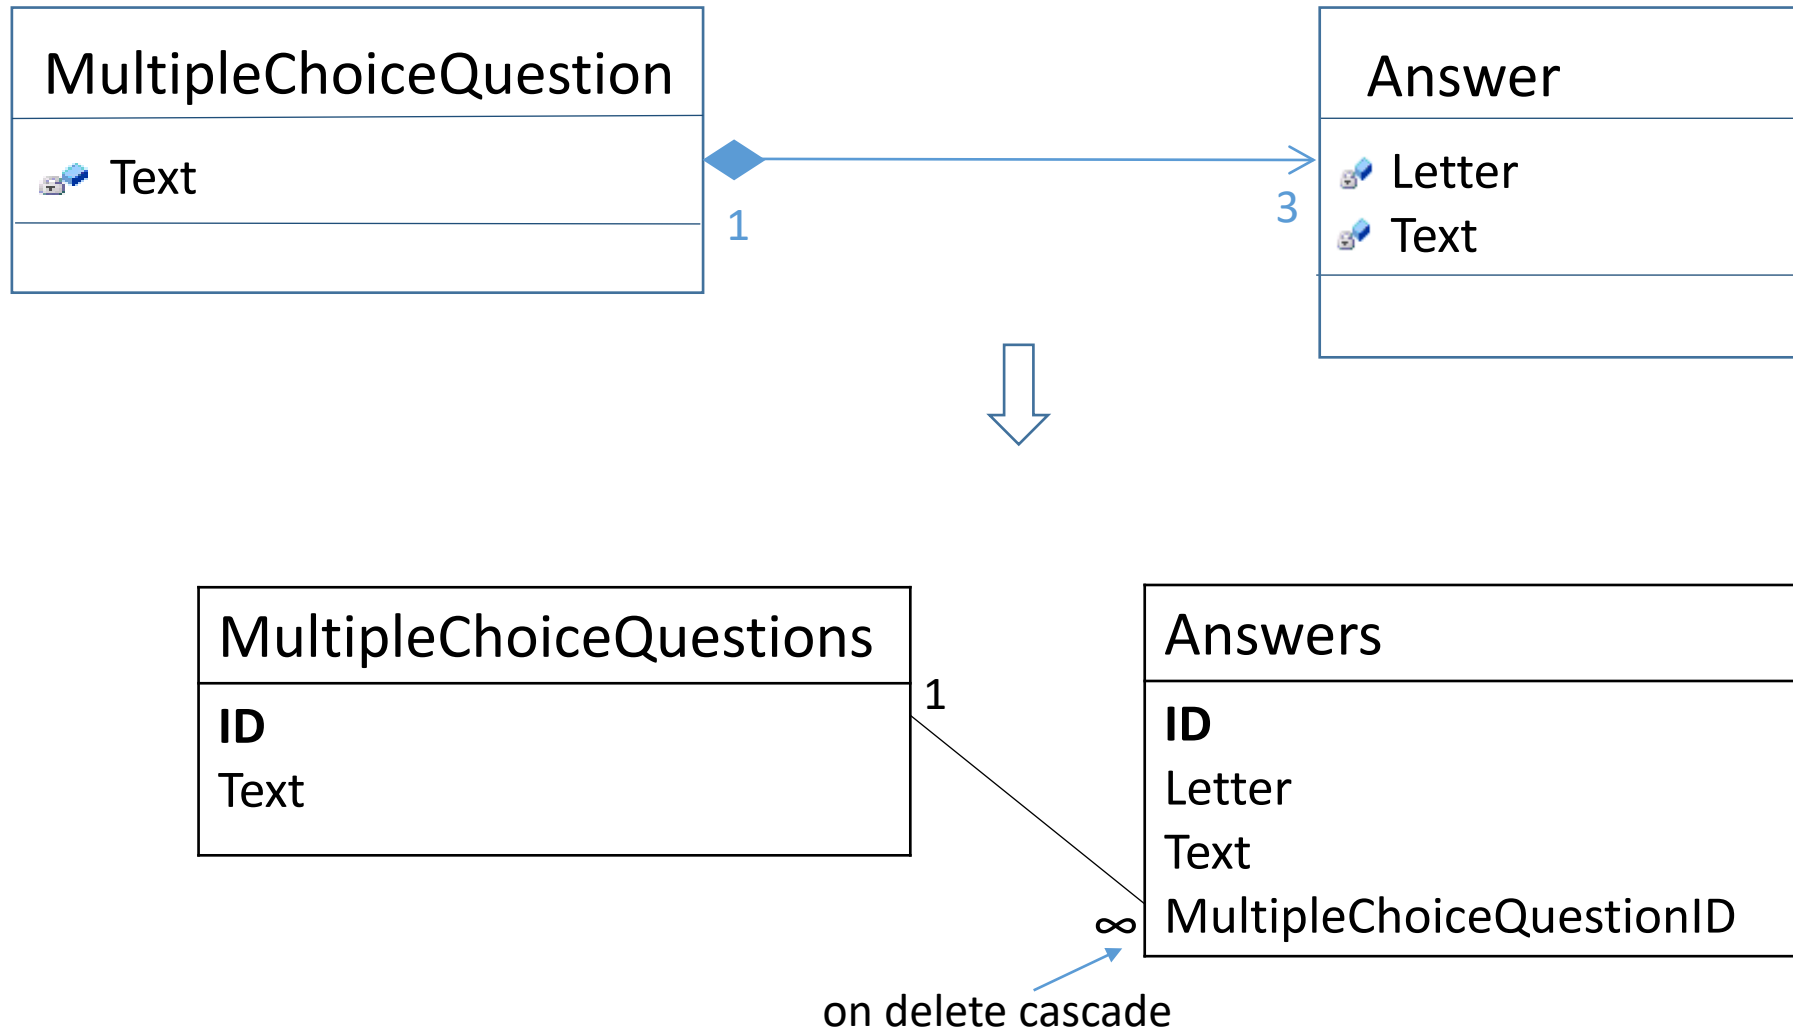 MultipleChoiceQuestion
Text
1
3
Answer
Letter
Text
MultipleChoiceQuestions
ID
Text
1
∞
Answers
ID
Letter
Text
MultipleChoiceQuestionID
on delete cascade